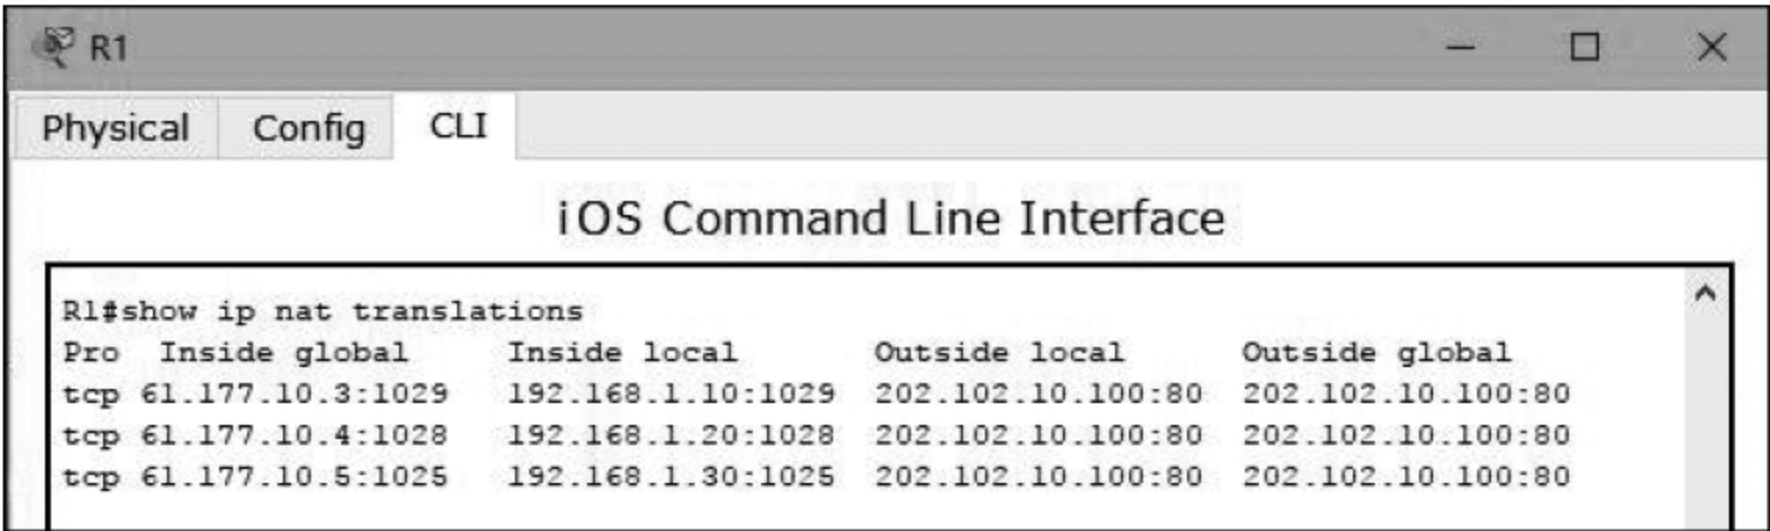 R1
Physical Config CLI
iOS Command Line Interface
R1#show ip nat translations
Pro Inside global Inside local Outside local Outside global
tcp 61.177.10.3:1029 192.168.1.10:1029 202.102.10.100:80 202.102.10.100:80
tcp 61.177.10.4:1028 192.168.1.20:1028 202.102.10.100:80 202.102.10.100:80
tcp 61.177.10.5:1025 192.168.1.30:1025 202.102.10.100:80 202.102.10.100:80